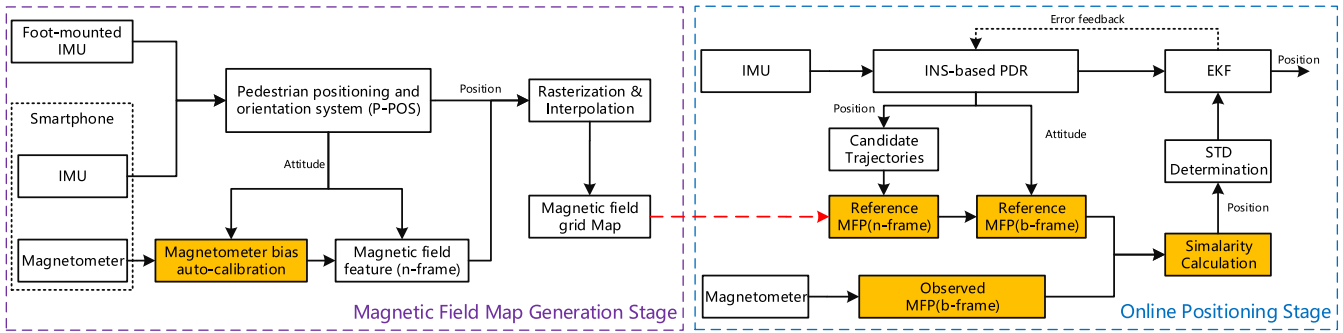 Foot-mounted
IMU
Smartphone
IMU
Magnetometer
Pedestrian positioning and
orientation system (P-POS)
Attitude
Position
Magnetometer bias
auto-calibration
Magnetic field
feature (n-frame)
Rasterization &
Interpolation
Magnetic field
grid Map
Magnetic Field Map Generation Stage
Error feedback
IMU
INS-based PDR
EKF
Position
Position
Attitude
Candidate
Trajectories
STD
Determination
Reference
MFP(n-frame)
Reference
MFP(b-frame)
Position
Simalarity
Calculation
Magnetometer
Observed
MFP(b-frame)
Online Positioning Stage